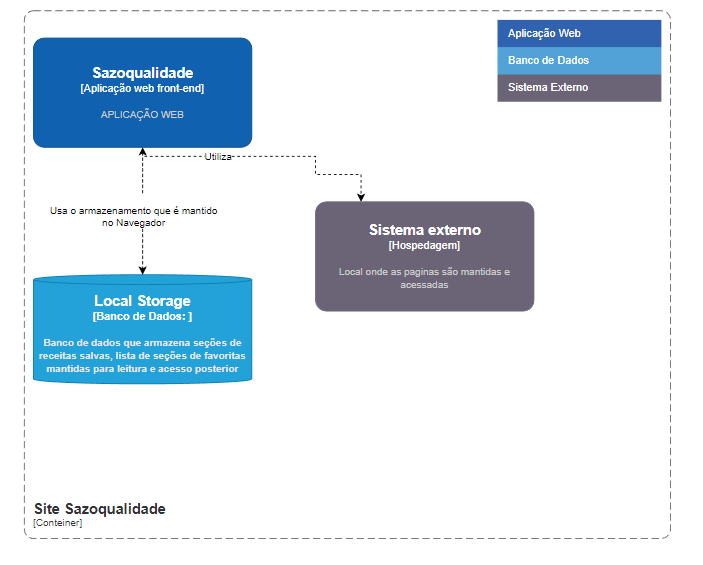 Aplicação Web
Banco de Dados
Sistema Externo
Sazoqualidade
[Aplicação web front-end]
APLICAÇÃO WEB
Utiliza
Usa o armazenamento que é mantido
no Navegador
Sistema externo
[Hospedagem]
Local onde as paginas são mantidas e
acessadas
Local Storage
[Banco de Dados: ]
Banco de dados que armazena seções de
receitas salvas, lista de seções de favoritas
mantidas para leitura e acesso posterior
Site Sazoqualidade
[Conteiner]